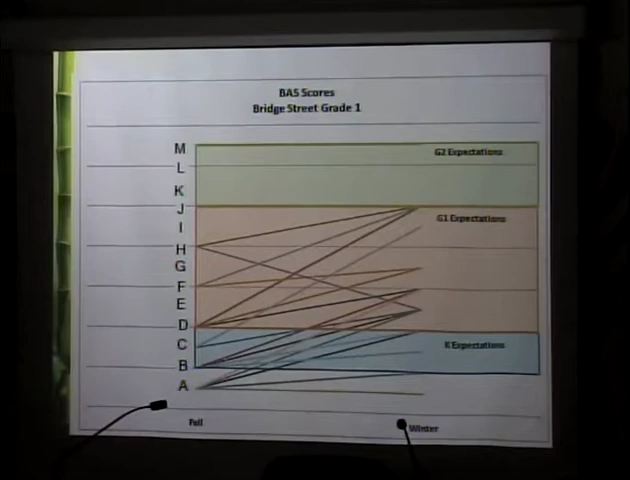 BAS Scores
Bridge Street Grade 1
M
G2 Expectations
L
K
J
G1 Expectations
I
H
G
F
E
D
C
K Expectations
B
A
Fall
Winter